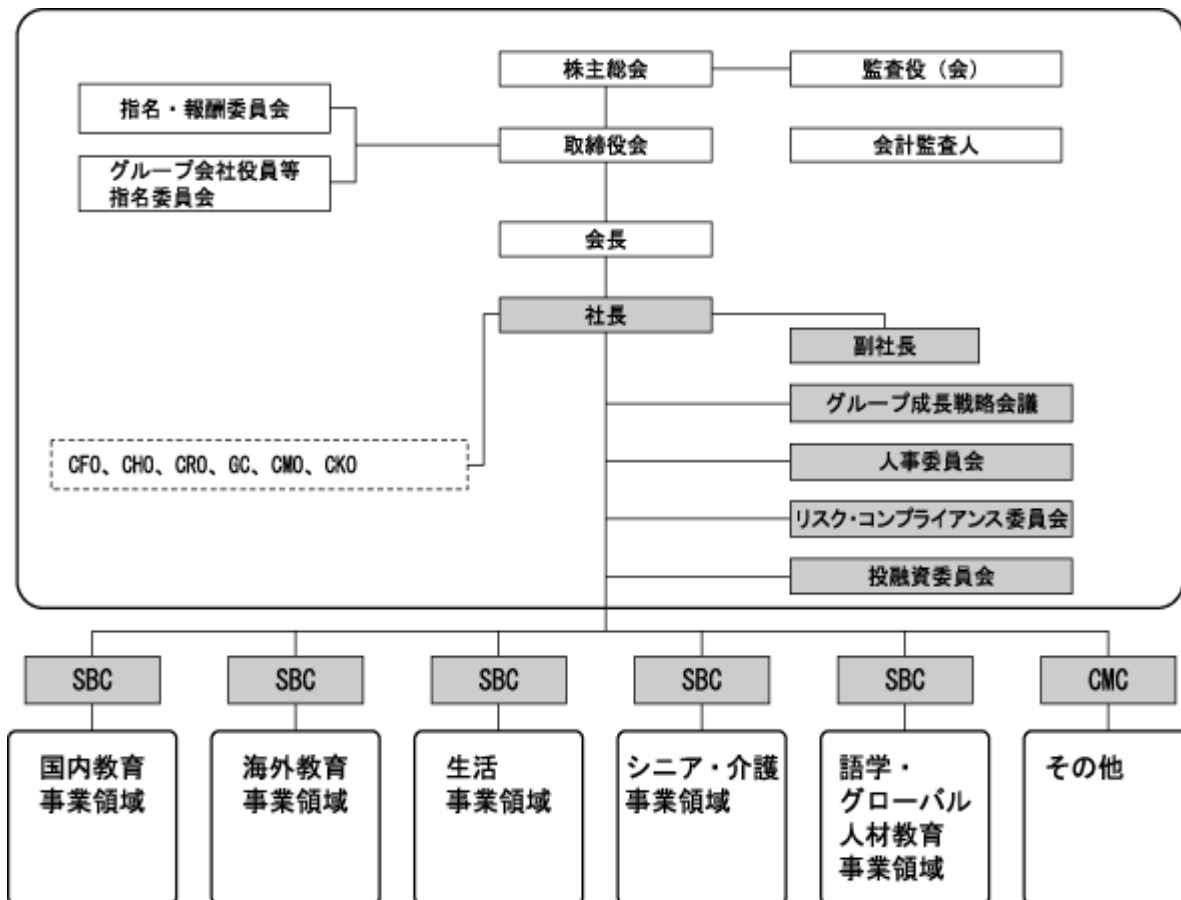 株主総会
監査役（会）
指名・報酬委員会
取締役会
会計監査人
グループ会社役員等
指名委員会
会長
社長
副社長
グループ成長戦略会議
CFO、CHO、CRO、GC、CMO、CKO
人事委員会
リスク・コンプライアンス委員会
投融資委員会
SBC
SBC
SBC
SBC
SBC
CMC
国内教育
事業領域
海外教育
事業領域
生活
事業領域
シニア・介護
事業領域
語学・
グローバル
人材教育
事業領域
その他